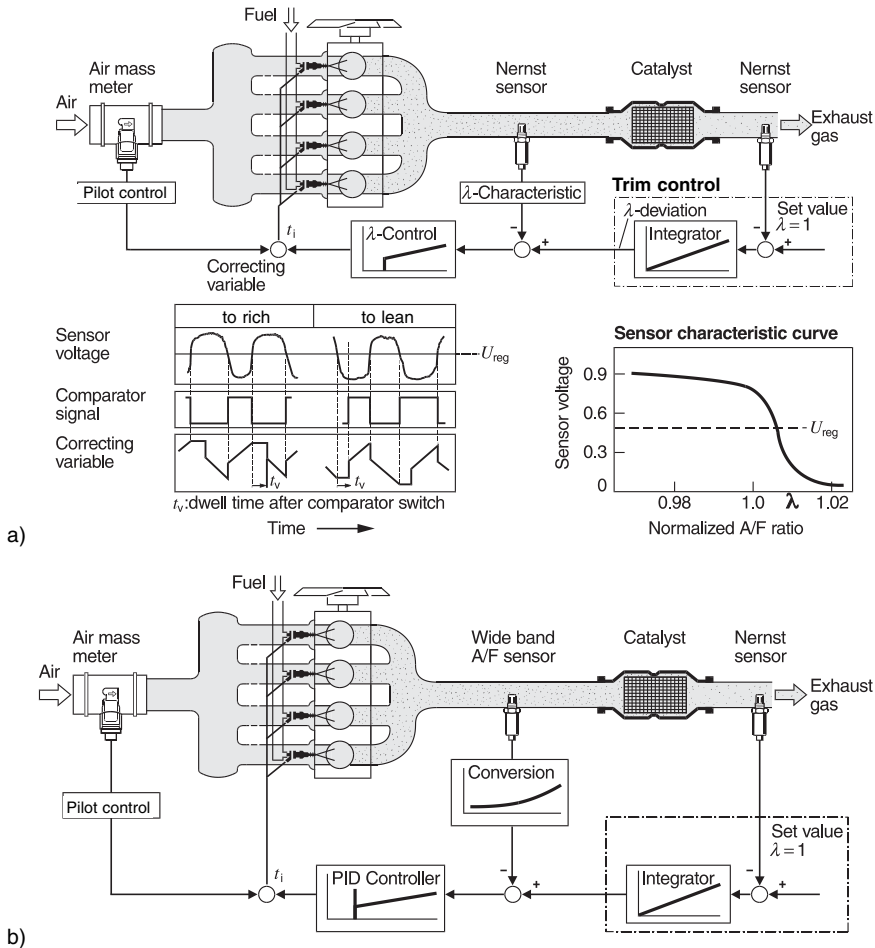 Fuel
Air mass
meter
Air
Nernst
sensor
Catalyst
Nernst
sensor
Exhaust
gas
Pilot control
λ-Characteristic
Trim control
λ-deviation
Set value
λ=1
tᵢ
λ-Control
Integrator
−
+
−
+
Correcting
variable
to rich
to lean
Sensor
voltage
U_reg
Comparator
signal
Correcting
variable
t_v
t_v
t_v:dwell time after comparator switch
Time
Sensor characteristic curve
Sensor voltage
0.9
0.6
0.3
0
U_reg
0.98
1.0
λ
1.02
Normalized A/F ratio
a)
Fuel
Air mass
meter
Air
Wide band
A/F sensor
Catalyst
Nernst
sensor
Exhaust
gas
Conversion
Pilot control
Set value
λ=1
tᵢ
PID Controller
Integrator
−
+
−
+
b)